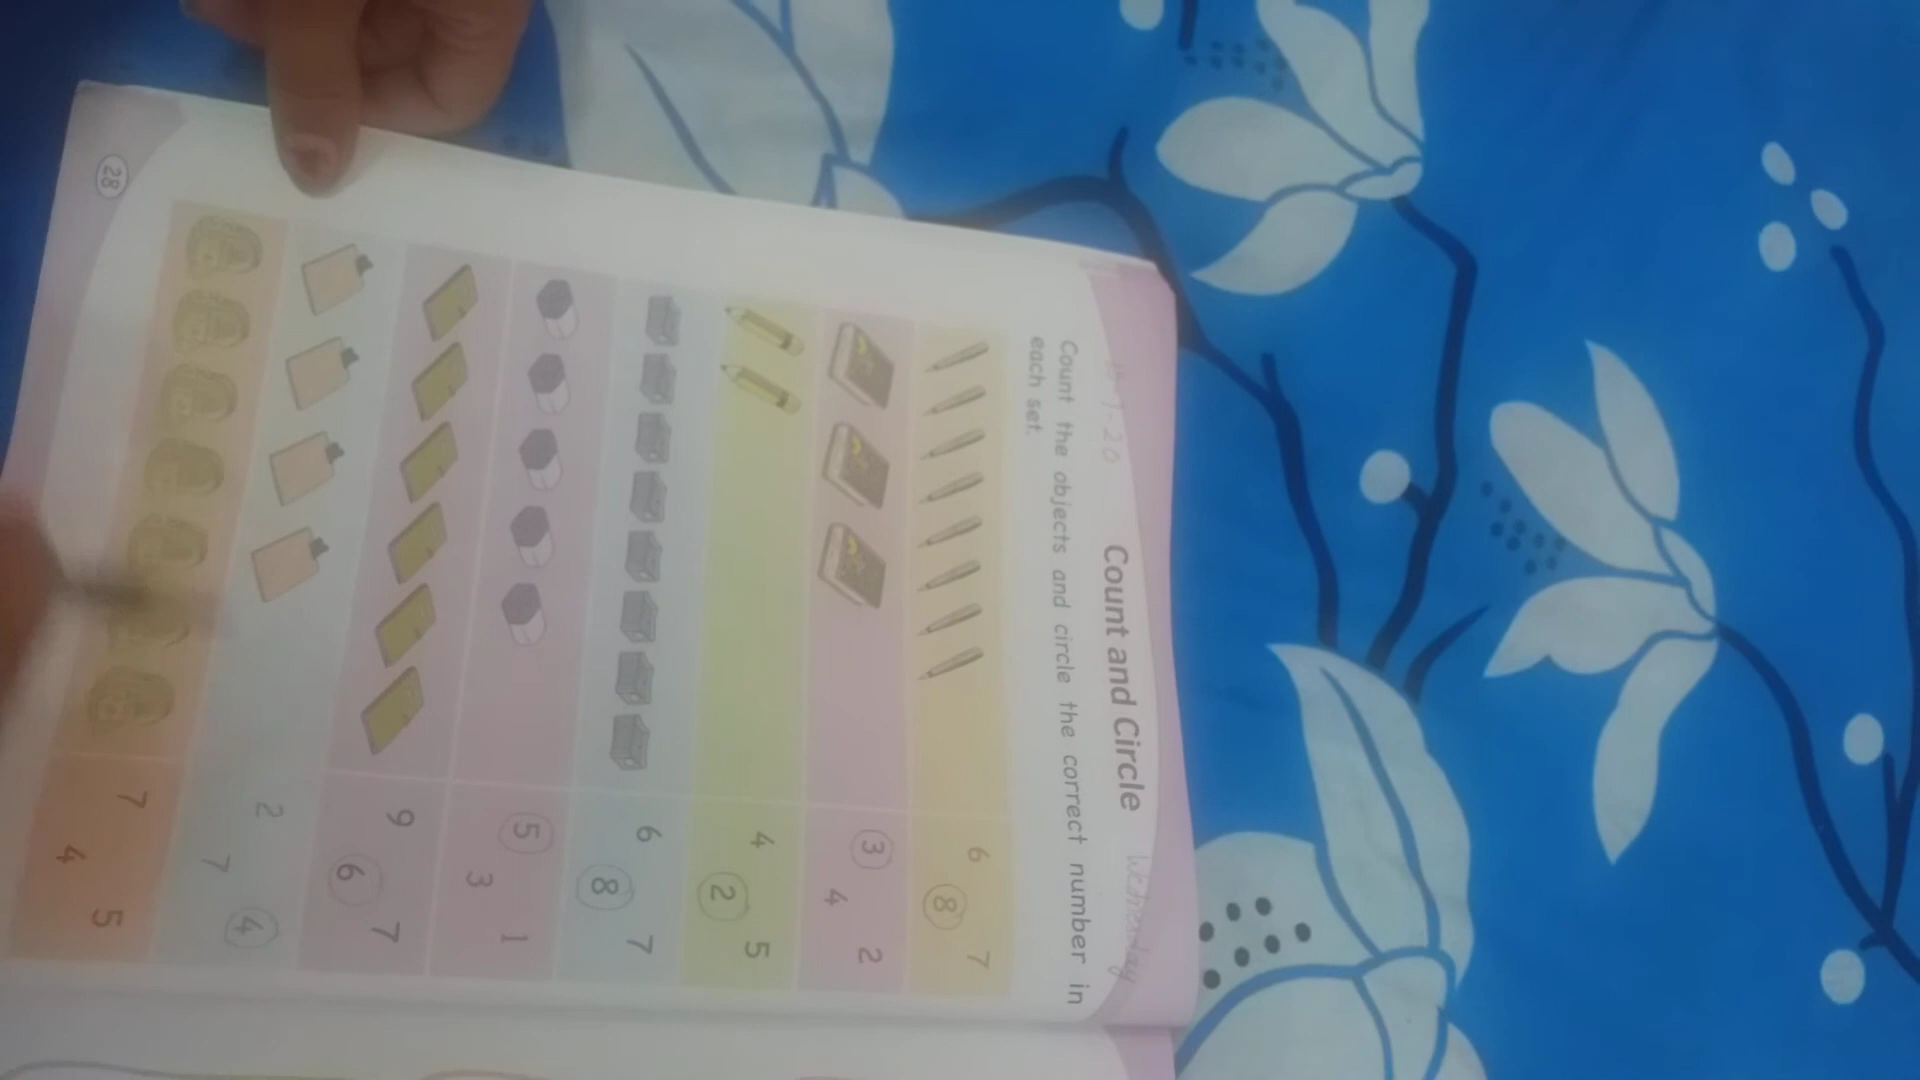 Count and Circle
Wednesday
Count the objects and circle the correct number in
each set.
6 8 7
3 4 2
4 2 5
6 8 7
5 3 1
9 6 7
2 7 4
7 4 5
28